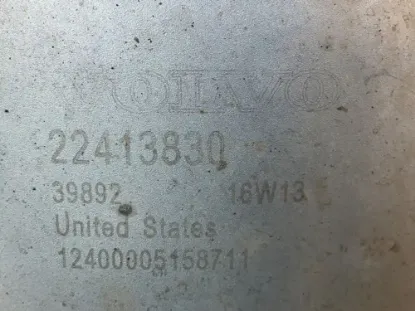 VOLVO
22413830
39892 16W13
United States
12400005158711